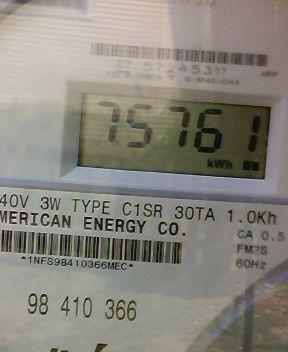 75761
kWh
40V 3W TYPE C1SR 30TA 1.0Kh
MERICAN ENERGY CO.
CA 0.5
FM2S
60Hz
*1NFS98410366MEC*
98 410 366